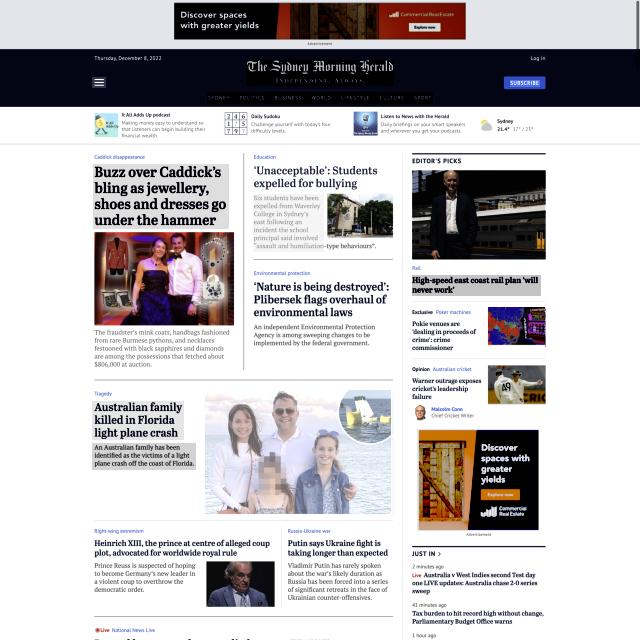 Discover spaces
with greater yields
CommercialRealEstate
Explore now
Advertisement
Thursday, December 8, 2022
Log in
The Sydney Morning Herald
INDEPENDENT. ALWAYS.
SUBSCRIBE
SYDNEY POLITICS BUSINESS WORLD LIFESTYLE CULTURE SPORT
It All Adds Up podcast
Making money easy to understand so
that listeners can begin building their
financial wealth
Daily Sudoku
Challenge yourself with today's four
difficulty levels.
Listen to News with the Herald
Daily briefings on your smart speakers
and wherever you get your podcasts.
Sydney
21.4° 17° / 23°
Caddick disappearance
Buzz over Caddick's
bling as jewellery,
shoes and dresses go
under the hammer
The fraudster's mink coats, handbags fashioned
from rare Burmese pythons, and necklaces
festooned with black sapphires and diamonds
are among the possessions that fetched about
$806,000 at auction.
Education
'Unacceptable': Students
expelled for bullying
Six students have been
expelled from Waverley
College in Sydney's
east following an
incident the school
principal said involved
"assault and humiliation-type behaviours".
Environmental protection
'Nature is being destroyed':
Plibersek flags overhaul of
environmental laws
An independent Environmental Protection
Agency is among sweeping changes to be
implemented by the federal government.
EDITOR'S PICKS
Rail
High-speed east coast rail plan 'will
never work'
Exclusive Poker machines
Pokie venues are
'dealing in proceeds of
crime': crime
commissioner
Opinion Australian cricket
Warner outrage exposes
cricket's leadership
failure
Malcolm Conn
Chief Cricket Writer
Discover
spaces
with
greater
yields
Explore now
Commercial
Real Estate
Advertisement
Tragedy
Australian family
killed in Florida
light plane crash
An Australian family has been
identified as the victims of a light
plane crash off the coast of Florida.
Right-wing extremism
Heinrich XIII, the prince at centre of alleged coup
plot, advocated for worldwide royal rule
Prince Reuss is suspected of hoping
to become Germany's new leader in
a violent coup to overthrow the
democratic order.
Russia-Ukraine war
Putin says Ukraine fight is
taking longer than expected
Vladimir Putin has rarely spoken
about the war's likely duration as
Russia has been forced into a series
of significant retreats in the face of
Ukrainian counter-offensives.
JUST IN
2 minutes ago
Live Australia v West Indies second Test day
one LIVE updates: Australia chase 2-0 series
sweep
41 minutes ago
Tax burden to hit record high without change,
Parliamentary Budget Office warns
1 hour ago
Live National News Live